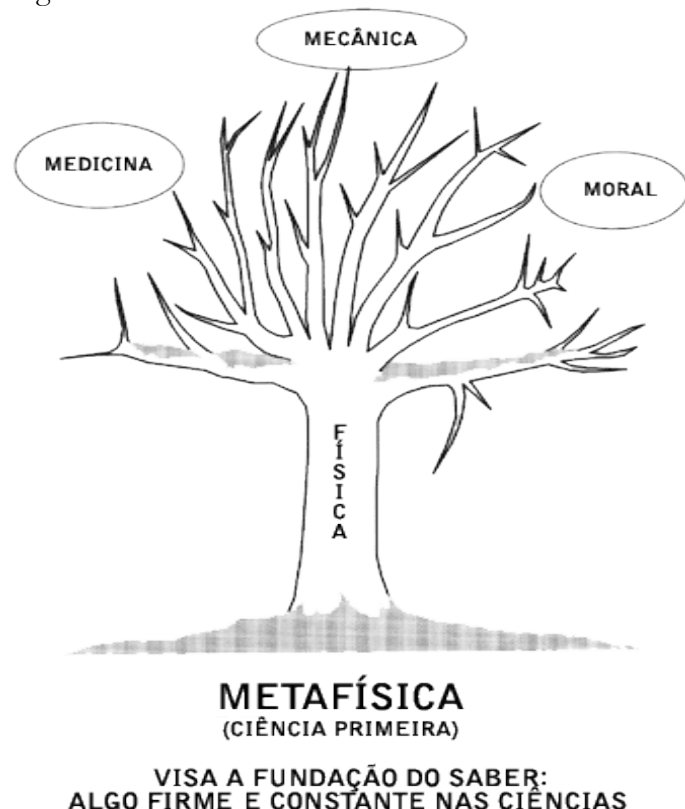 MECÂNICA
MEDICINA
MORAL
FÍSICA
METAFÍSICA
(CIÊNCIA PRIMEIRA)
VISA A FUNDAÇÃO DO SABER:
ALGO FIRME E CONSTANTE NAS CIÊNCIAS